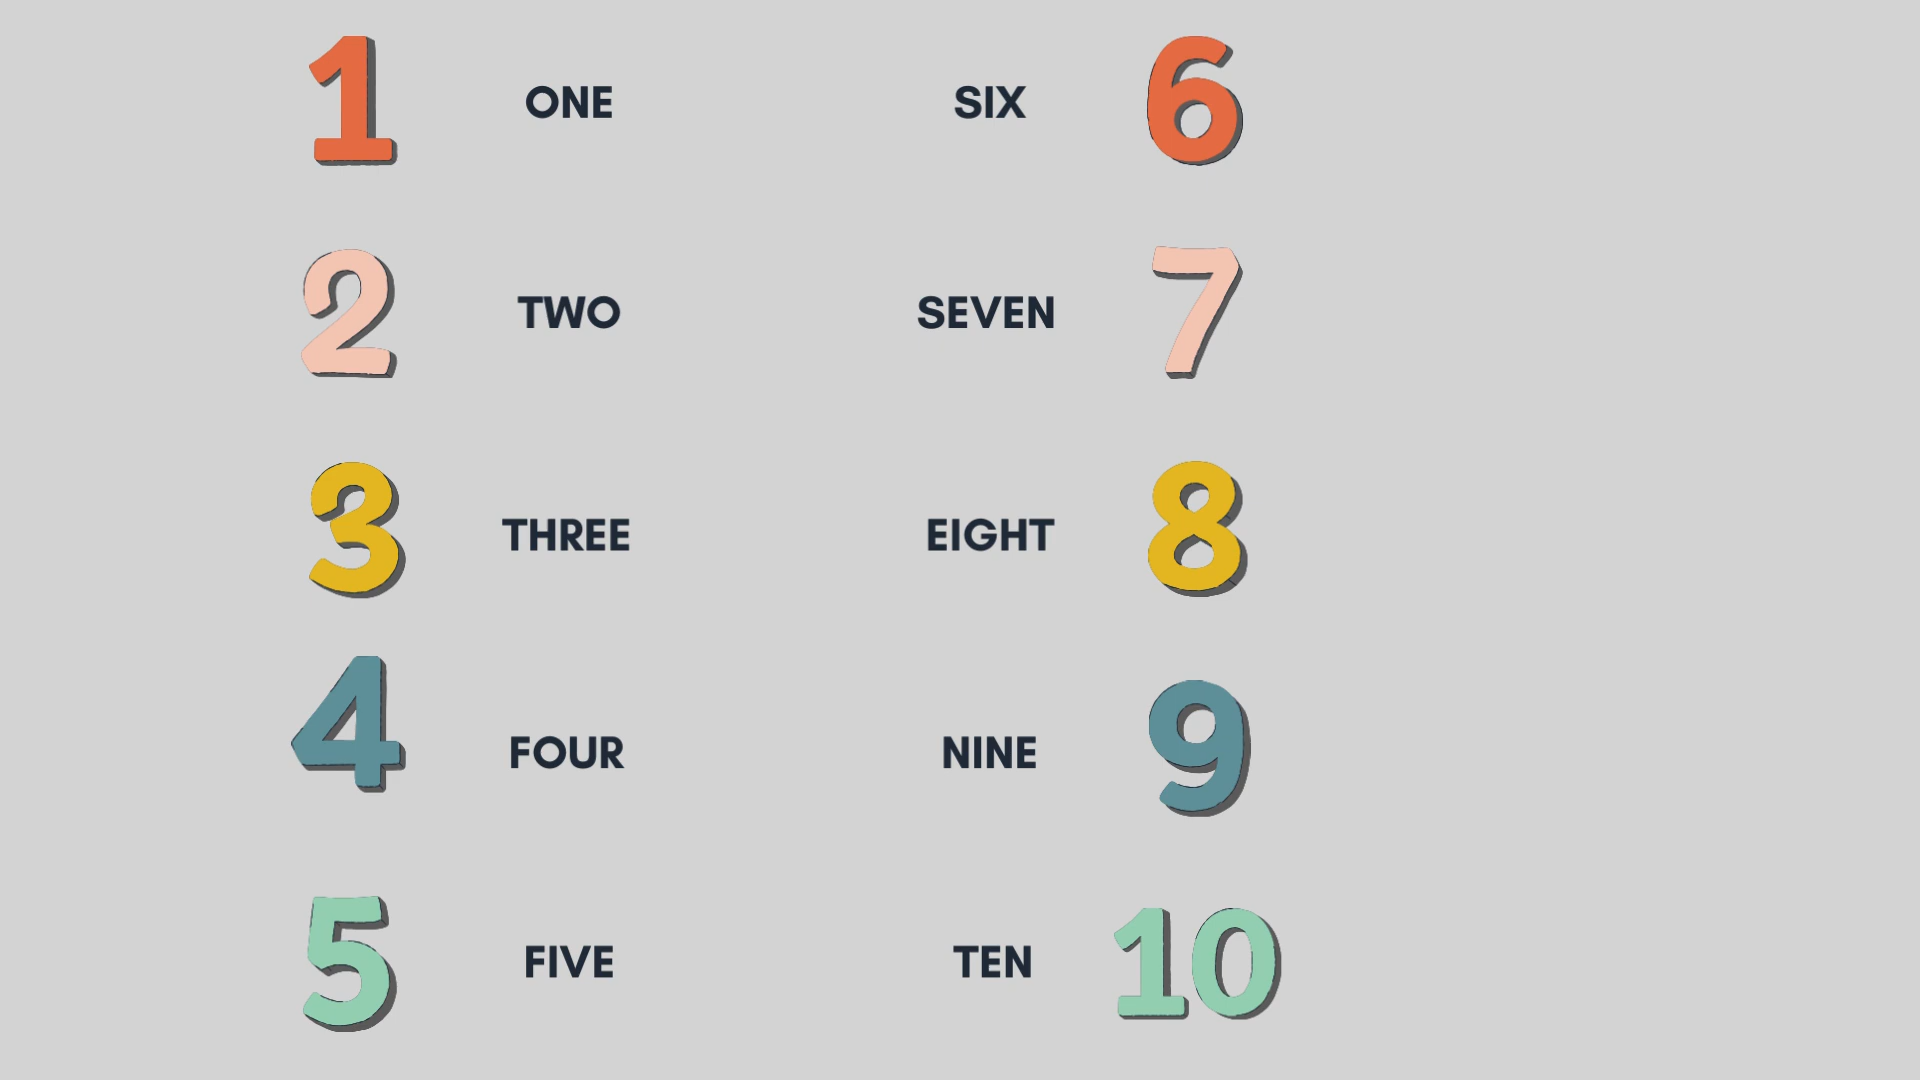 1 ONE SIX 6
2 TWO SEVEN 7
3 THREE EIGHT 8
4 FOUR NINE 9
5 FIVE TEN 10